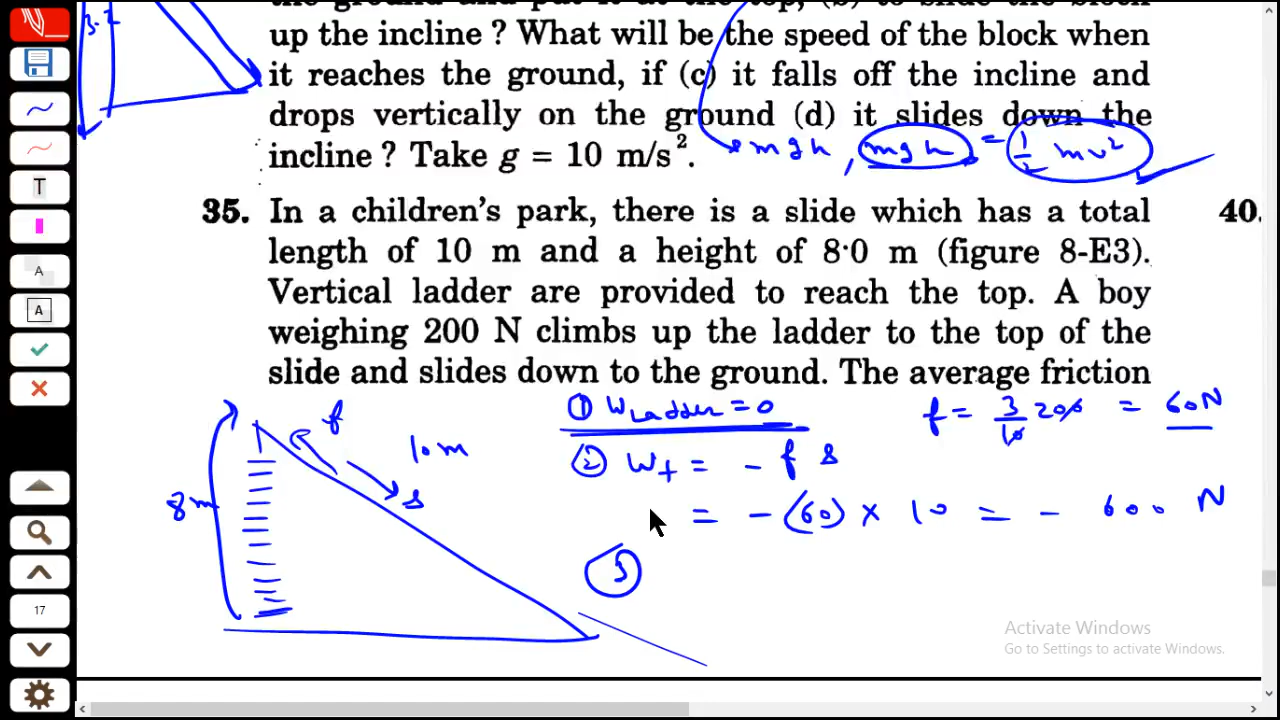 up the incline ? What will be the speed of the block when
it reaches the ground, if (c) it falls off the incline and
drops vertically on the ground (d) it slides down the
incline ? Take g = 10 m/s².
mgh , mgh = 1/2 mv²
35. In a children's park, there is a slide which has a total
length of 10 m and a height of 8·0 m (figure 8-E3).
Vertical ladder are provided to reach the top. A boy
weighing 200 N climbs up the ladder to the top of the
slide and slides down to the ground. The average friction
40.
① W Ladder = 0
f = 3/10 200 = 60N
② Wf = - f s
= - (60) × 10 = - 600 N
③
f
10 m
s
8m
T
A
A
17
Activate Windows
Go to Settings to activate Windows.